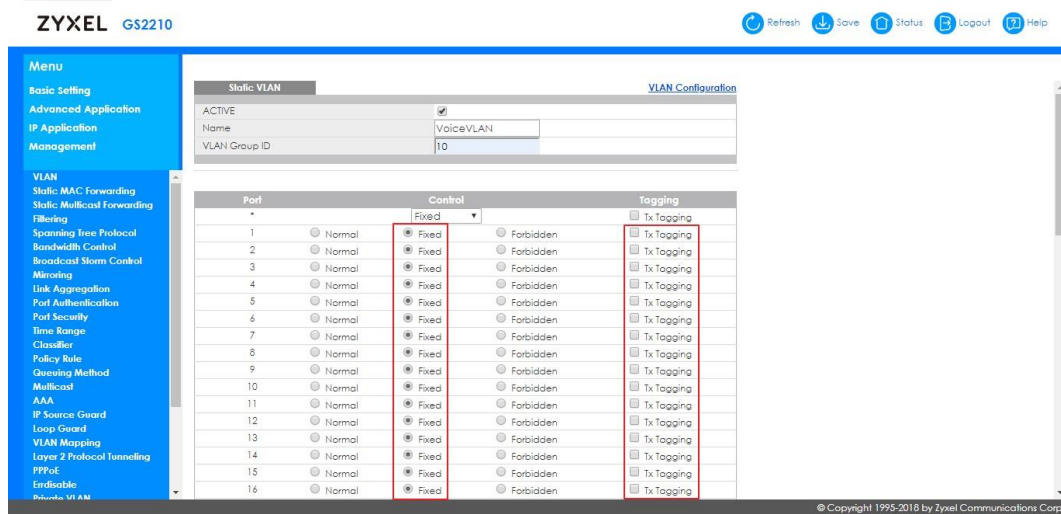 ZYXEL GS2210
Refresh Save Status Logout Help
Menu
Basic Setting
Advanced Application
IP Application
Management
VLAN
Static MAC Forwarding
Static Multicast Forwarding
Filtering
Spanning Tree Protocol
Bandwidth Control
Broadcast Storm Control
Mirroring
Link Aggregation
Port Authentication
Port Security
Time Range
Classifier
Policy Rule
Queuing Method
Multicast
AAA
IP Source Guard
Loop Guard
VLAN Mapping
Layer 2 Protocol Tunneling
PPPoE
Errdisable
Private VLAN
Static VLAN VLAN Configuration
ACTIVE
Name VoiceVLAN
VLAN Group ID 10
Port Control Tagging
* Fixed Tx Tagging
1 Normal Fixed Forbidden Tx Tagging
2 Normal Fixed Forbidden Tx Tagging
3 Normal Fixed Forbidden Tx Tagging
4 Normal Fixed Forbidden Tx Tagging
5 Normal Fixed Forbidden Tx Tagging
6 Normal Fixed Forbidden Tx Tagging
7 Normal Fixed Forbidden Tx Tagging
8 Normal Fixed Forbidden Tx Tagging
9 Normal Fixed Forbidden Tx Tagging
10 Normal Fixed Forbidden Tx Tagging
11 Normal Fixed Forbidden Tx Tagging
12 Normal Fixed Forbidden Tx Tagging
13 Normal Fixed Forbidden Tx Tagging
14 Normal Fixed Forbidden Tx Tagging
15 Normal Fixed Forbidden Tx Tagging
16 Normal Fixed Forbidden Tx Tagging
© Copyright 1995-2018 by Zyxel Communications Corp